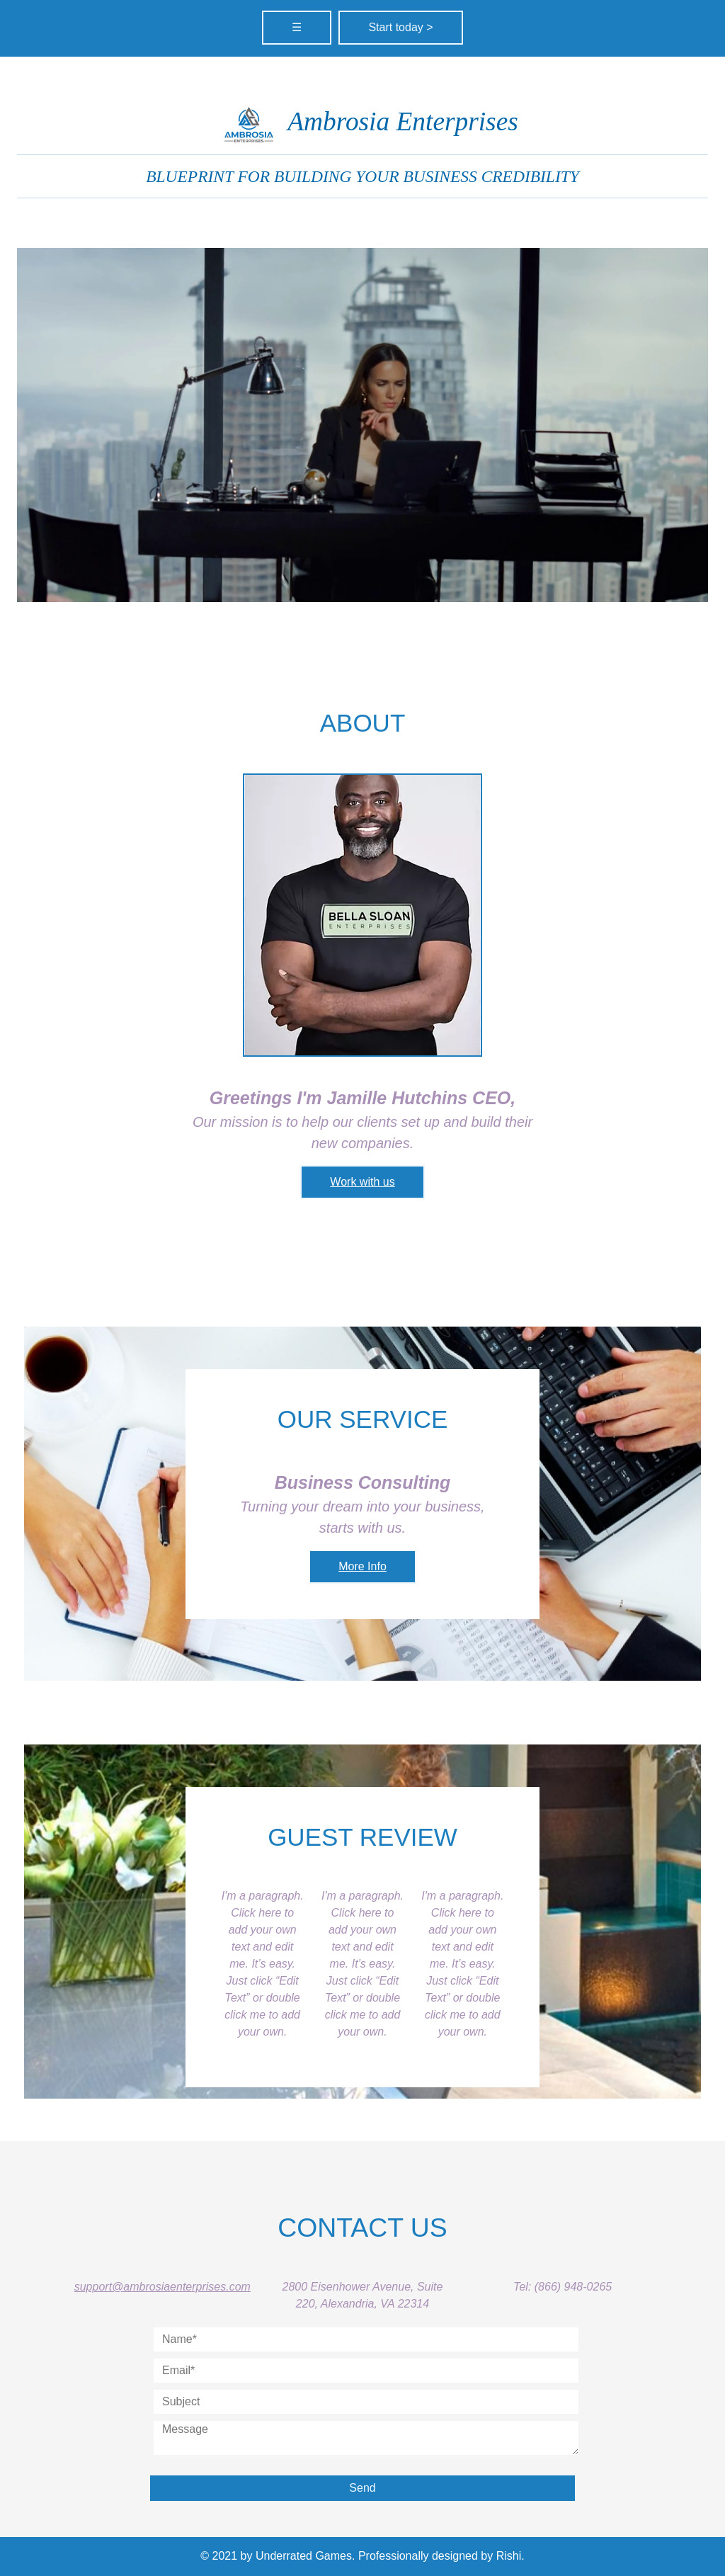 ☰
Start today >
AMBROSIA
ENTERPRISES
Ambrosia Enterprises
BLUEPRINT FOR BUILDING YOUR BUSINESS CREDIBILITY
ABOUT
BELLA SLOAN
ENTERPRISES
Greetings I'm Jamille Hutchins CEO,
Our mission is to help our clients set up and build their
new companies.
Work with us
OUR SERVICE
Business Consulting
Turning your dream into your business,
starts with us.
More Info
GUEST REVIEW
I'm a paragraph.
Click here to
add your own
text and edit
me. It's easy.
Just click “Edit
Text” or double
click me to add
your own.
I'm a paragraph.
Click here to
add your own
text and edit
me. It's easy.
Just click “Edit
Text” or double
click me to add
your own.
I'm a paragraph.
Click here to
add your own
text and edit
me. It's easy.
Just click “Edit
Text” or double
click me to add
your own.
CONTACT US
support@ambrosiaenterprises.com
2800 Eisenhower Avenue, Suite
220, Alexandria, VA 22314
Tel: (866) 948-0265
Name*
Email*
Subject
Message
Send
© 2021 by Underrated Games. Professionally designed by Rishi.